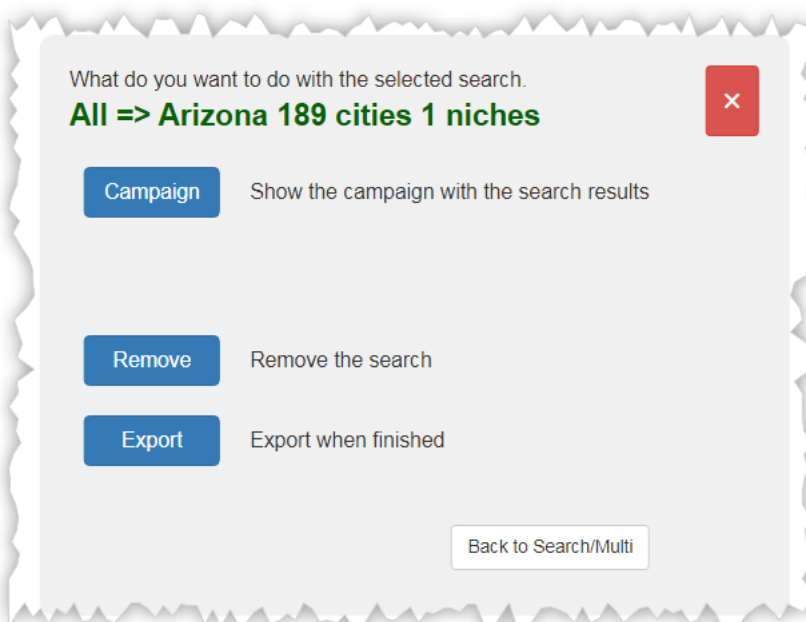 What do you want to do with the selected search.
All => Arizona 189 cities 1 niches
×
Campaign Show the campaign with the search results
Remove Remove the search
Export Export when finished
Back to Search/Multi